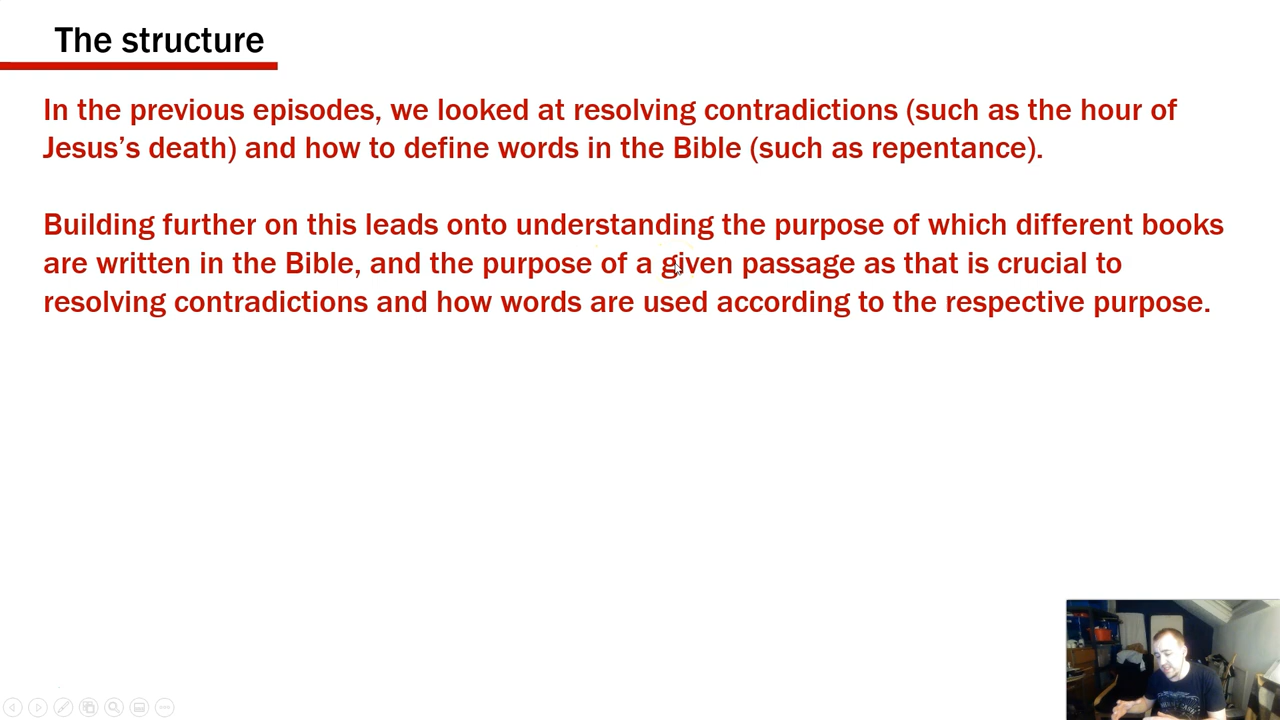 The structure
In the previous episodes, we looked at resolving contradictions (such as the hour of
Jesus’s death) and how to define words in the Bible (such as repentance).
Building further on this leads onto understanding the purpose of which different books
are written in the Bible, and the purpose of a given passage as that is crucial to
resolving contradictions and how words are used according to the respective purpose.